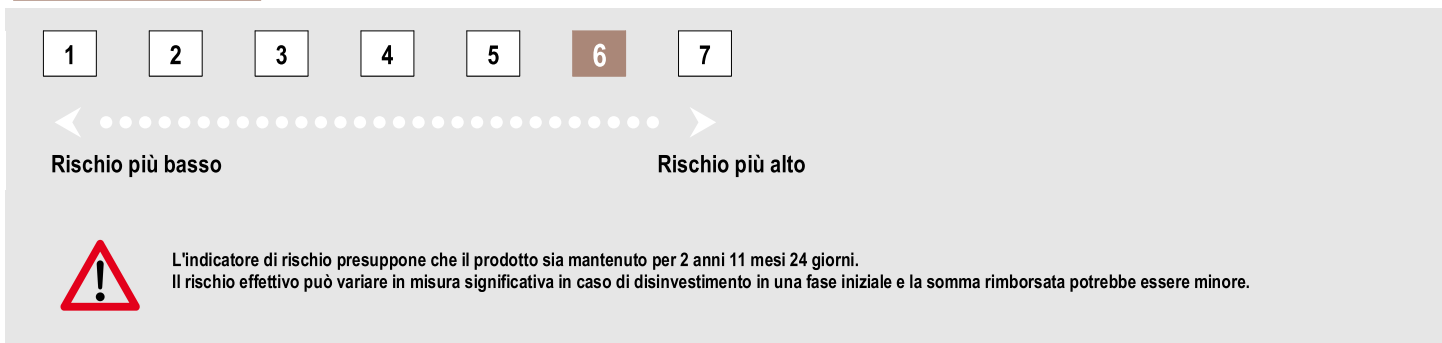 1 2 3 4 5 6 7
Rischio più basso Rischio più alto
L'indicatore di rischio presuppone che il prodotto sia mantenuto per 2 anni 11 mesi 24 giorni.
Il rischio effettivo può variare in misura significativa in caso di disinvestimento in una fase iniziale e la somma rimborsata potrebbe essere minore.